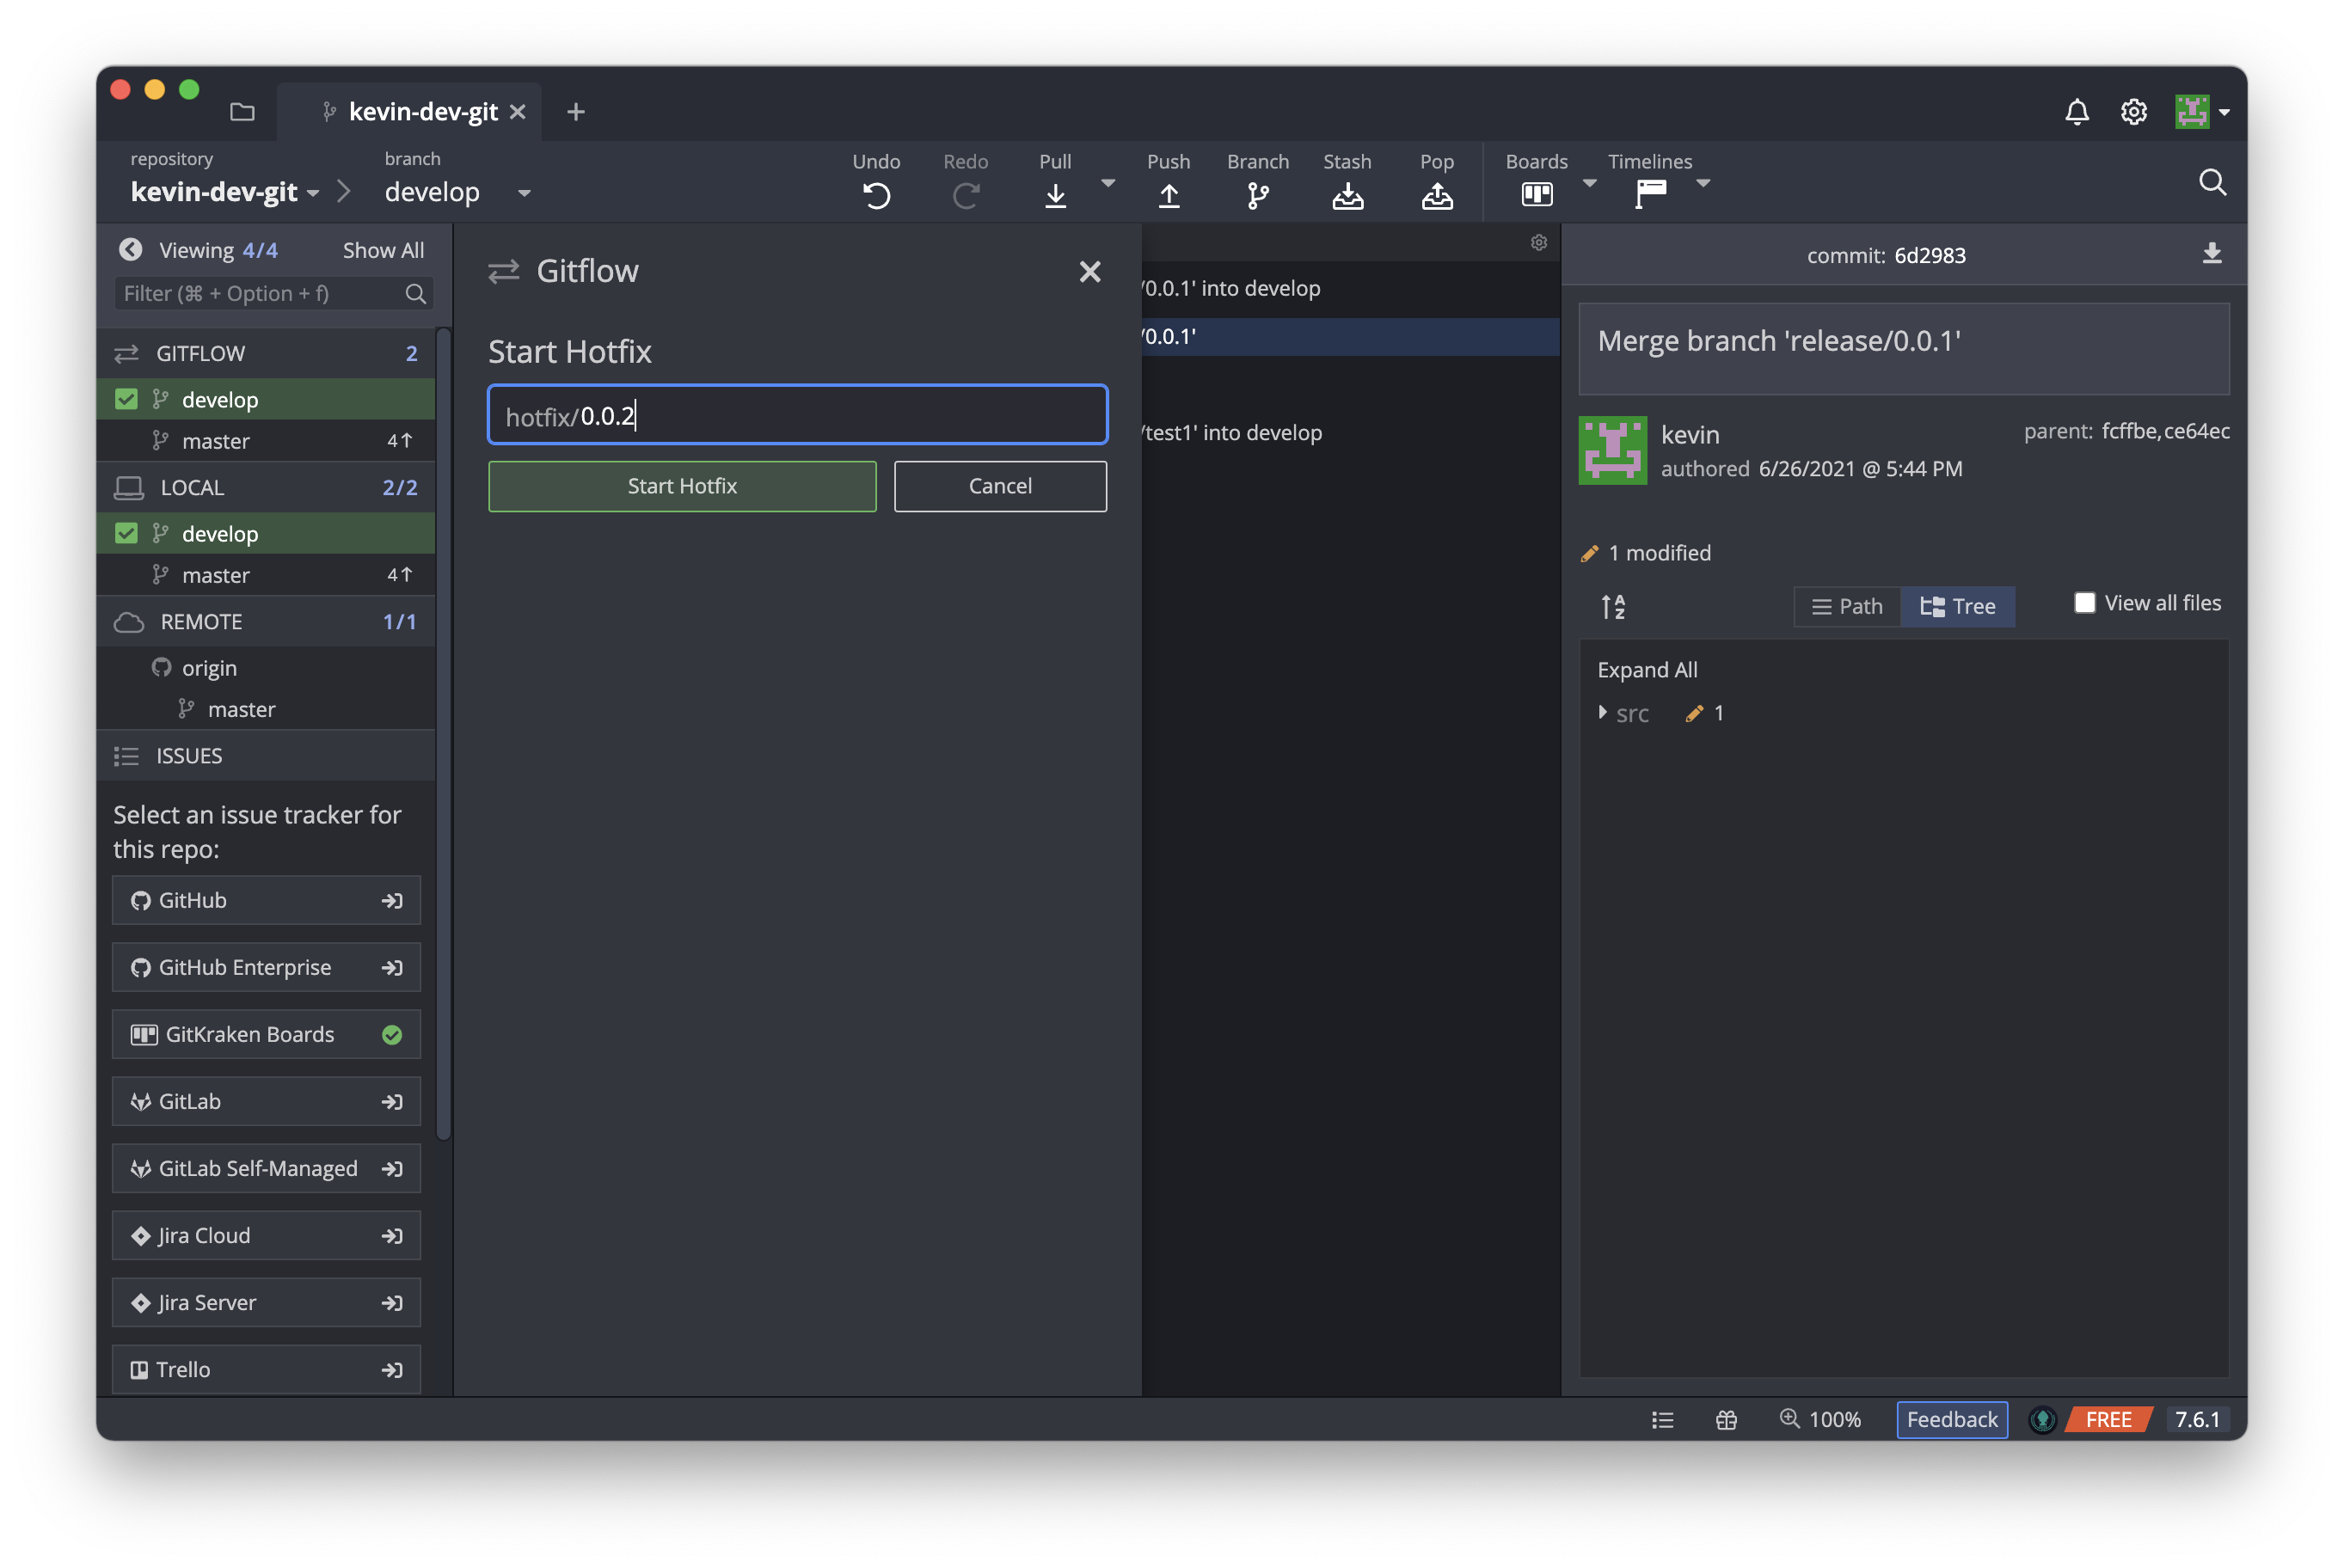 kevin-dev-git
repository
kevin-dev-git
branch
develop
Undo
Redo
Pull
Push
Branch
Stash
Pop
Boards
Timelines
Viewing 4/4
Show All
Filter (⌘ + Option + f)
GITFLOW 2
develop
master 4↑
LOCAL 2/2
develop
master 4↑
REMOTE 1/1
origin
master
ISSUES
Select an issue tracker for
this repo:
GitHub
GitHub Enterprise
GitKraken Boards
GitLab
GitLab Self-Managed
Jira Cloud
Jira Server
Trello
Gitflow
Start Hotfix
hotfix/0.0.2
Start Hotfix
Cancel
/0.0.1' into develop
/0.0.1'
/test1' into develop
commit: 6d2983
Merge branch 'release/0.0.1'
kevin
authored 6/26/2021 @ 5:44 PM
parent: fcffbe,ce64ec
1 modified
A
Z
Path
Tree
View all files
Expand All
src 1
100%
Feedback
FREE
7.6.1